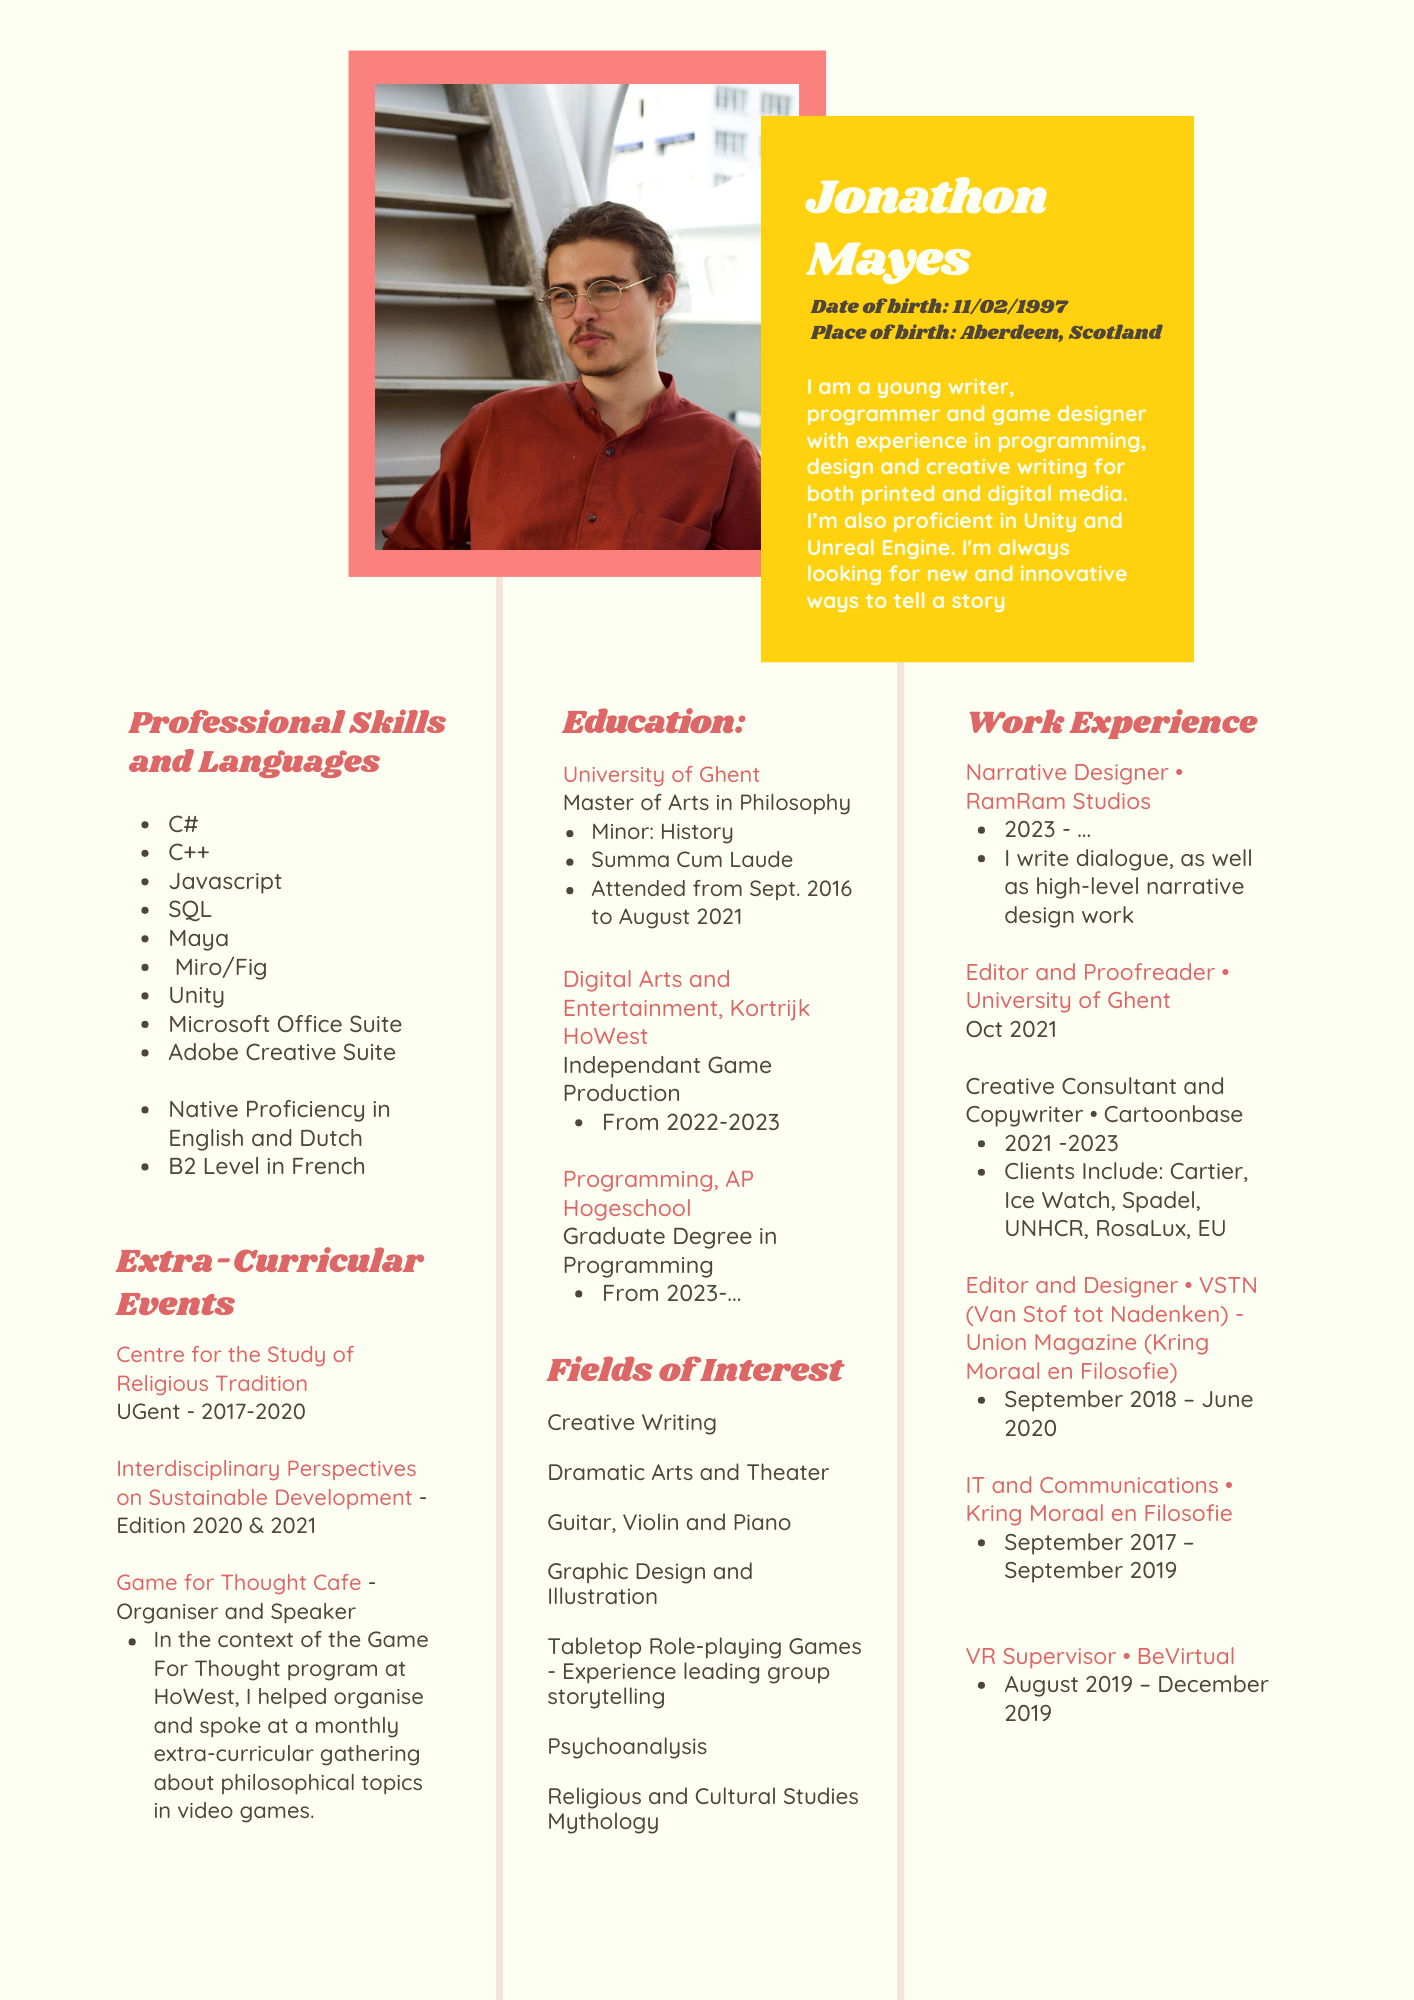 Jonathon
Mayes
Date of birth: 11/02/1997
Place of birth: Aberdeen, Scotland
I am a young writer,
programmer and game designer
with experience in programming,
design and creative writing for
both printed and digital media.
I'm also proficient in Unity and
Unreal Engine. I'm always
looking for new and innovative
ways to tell a story
Professional Skills
and Languages
• C#
• C++
• Javascript
• SQL
• Maya
• Miro/Fig
• Unity
• Microsoft Office Suite
• Adobe Creative Suite
• Native Proficiency in
English and Dutch
• B2 Level in French
Extra-Curricular
Events
Centre for the Study of
Religious Tradition
UGent - 2017-2020
Interdisciplinary Perspectives
on Sustainable Development -
Edition 2020 & 2021
Game for Thought Cafe -
Organiser and Speaker
• In the context of the Game
For Thought program at
HoWest, I helped organise
and spoke at a monthly
extra-curricular gathering
about philosophical topics
in video games.
Education:
University of Ghent
Master of Arts in Philosophy
• Minor: History
• Summa Cum Laude
• Attended from Sept. 2016
to August 2021
Digital Arts and
Entertainment, Kortrijk
HoWest
Independant Game
Production
• From 2022-2023
Programming, AP
Hogeschool
Graduate Degree in
Programming
• From 2023-...
Fields of Interest
Creative Writing
Dramatic Arts and Theater
Guitar, Violin and Piano
Graphic Design and
Illustration
Tabletop Role-playing Games
- Experience leading group
storytelling
Psychoanalysis
Religious and Cultural Studies
Mythology
Work Experience
Narrative Designer •
RamRam Studios
• 2023 - ...
• I write dialogue, as well
as high-level narrative
design work
Editor and Proofreader •
University of Ghent
Oct 2021
Creative Consultant and
Copywriter • Cartoonbase
• 2021 -2023
• Clients Include: Cartier,
Ice Watch, Spadel,
UNHCR, RosaLux, EU
Editor and Designer • VSTN
(Van Stof tot Nadenken) -
Union Magazine (Kring
Moraal en Filosofie)
• September 2018 – June
2020
IT and Communications •
Kring Moraal en Filosofie
• September 2017 –
September 2019
VR Supervisor • BeVirtual
• August 2019 – December
2019